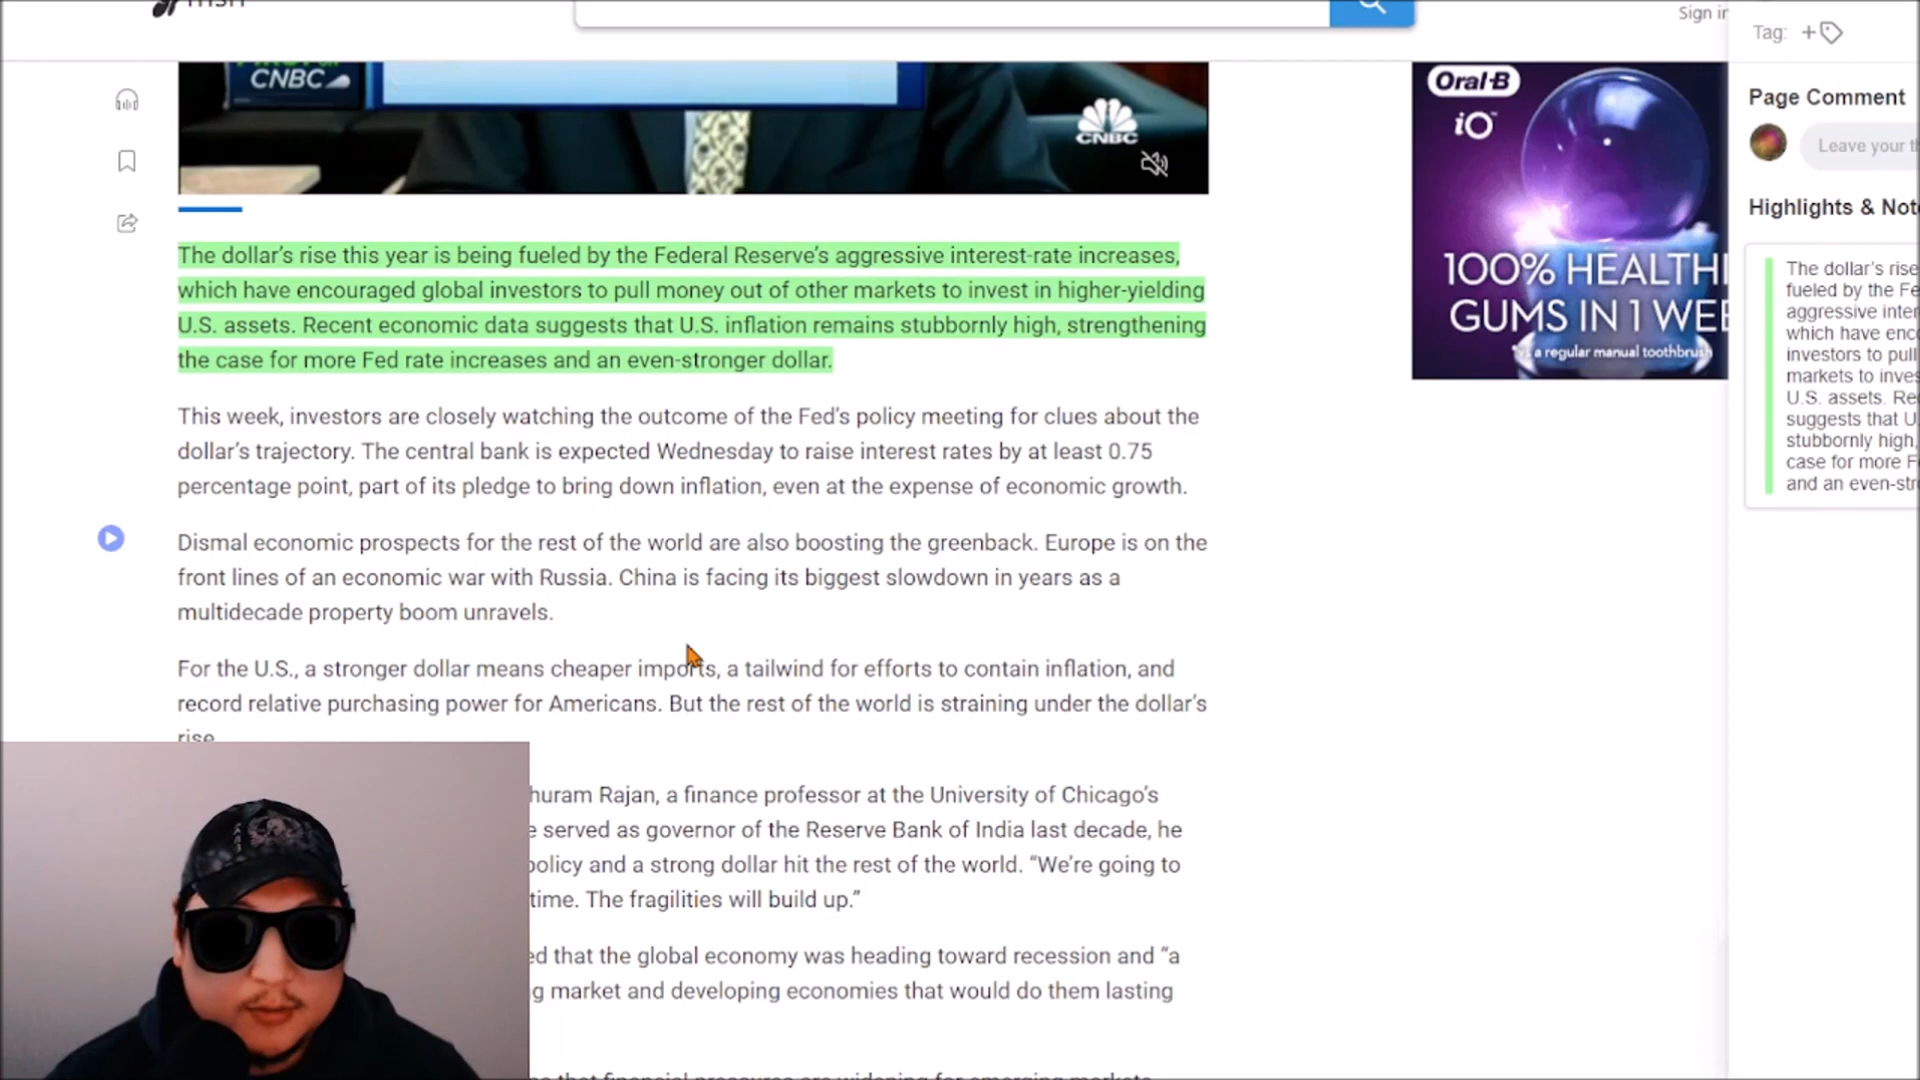 Sign in
Tag:
CNBC
CNBC
Oral-B
iO™
100% HEALTHI
GUMS IN 1 WEE
a regular manual toothbrush
Page Comment
Leave your th
Highlights & Not
The dollar's rise
fueled by the Fe
aggressive inter
which have enc
investors to pull
markets to inves
U.S. assets. Re
suggests that U
stubbornly high,
case for more F
and an even-str
The dollar's rise this year is being fueled by the Federal Reserve's aggressive interest-rate increases,
which have encouraged global investors to pull money out of other markets to invest in higher-yielding
U.S. assets. Recent economic data suggests that U.S. inflation remains stubbornly high, strengthening
the case for more Fed rate increases and an even-stronger dollar.
This week, investors are closely watching the outcome of the Fed's policy meeting for clues about the
dollar's trajectory. The central bank is expected Wednesday to raise interest rates by at least 0.75
percentage point, part of its pledge to bring down inflation, even at the expense of economic growth.
Dismal economic prospects for the rest of the world are also boosting the greenback. Europe is on the
front lines of an economic war with Russia. China is facing its biggest slowdown in years as a
multidecade property boom unravels.
For the U.S., a stronger dollar means cheaper imports, a tailwind for efforts to contain inflation, and
record relative purchasing power for Americans. But the rest of the world is straining under the dollar's
rise.
huram Rajan, a finance professor at the University of Chicago's
e served as governor of the Reserve Bank of India last decade, he
policy and a strong dollar hit the rest of the world. “We're going to
time. The fragilities will build up.”
ed that the global economy was heading toward recession and “a
g market and developing economies that would do them lasting
that financial pressures are widening for emerging markets